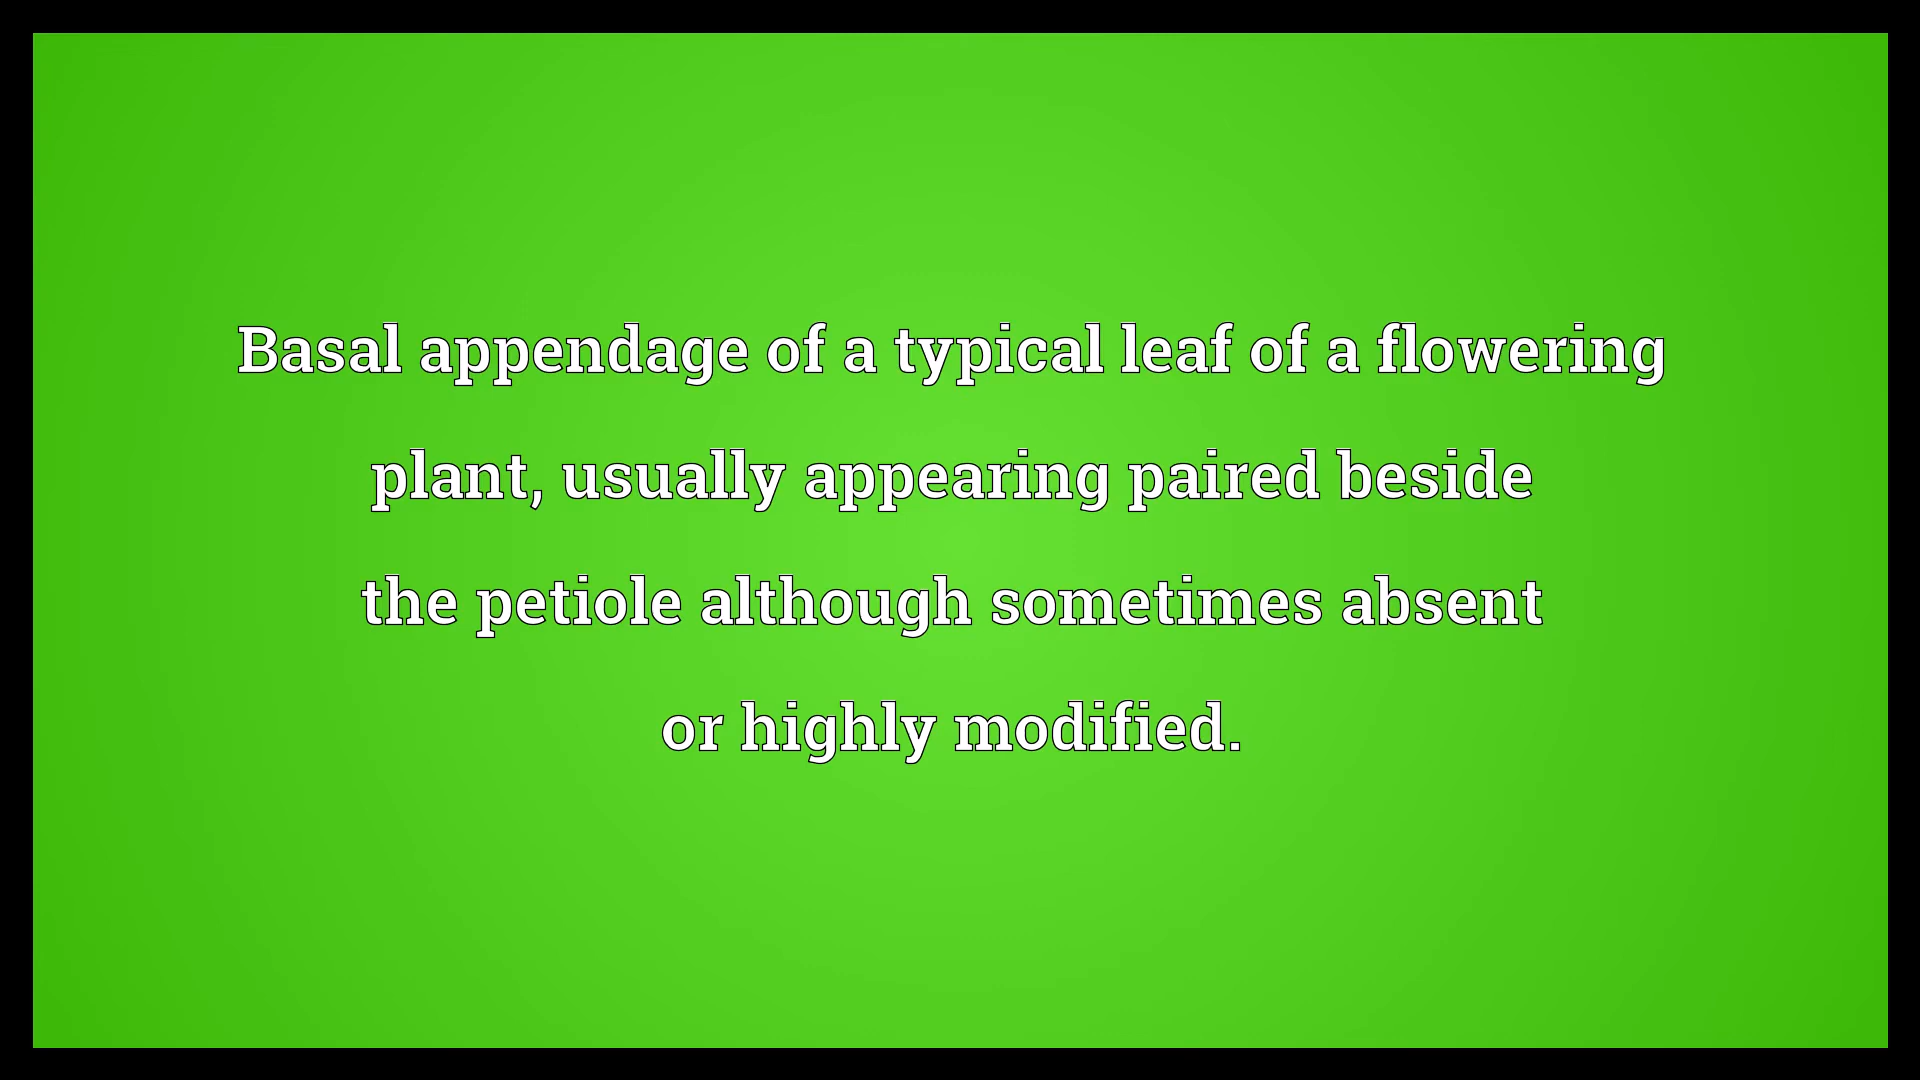 Basal appendage of a typical leaf of a flowering
plant, usually appearing paired beside
the petiole although sometimes absent
or highly modified.